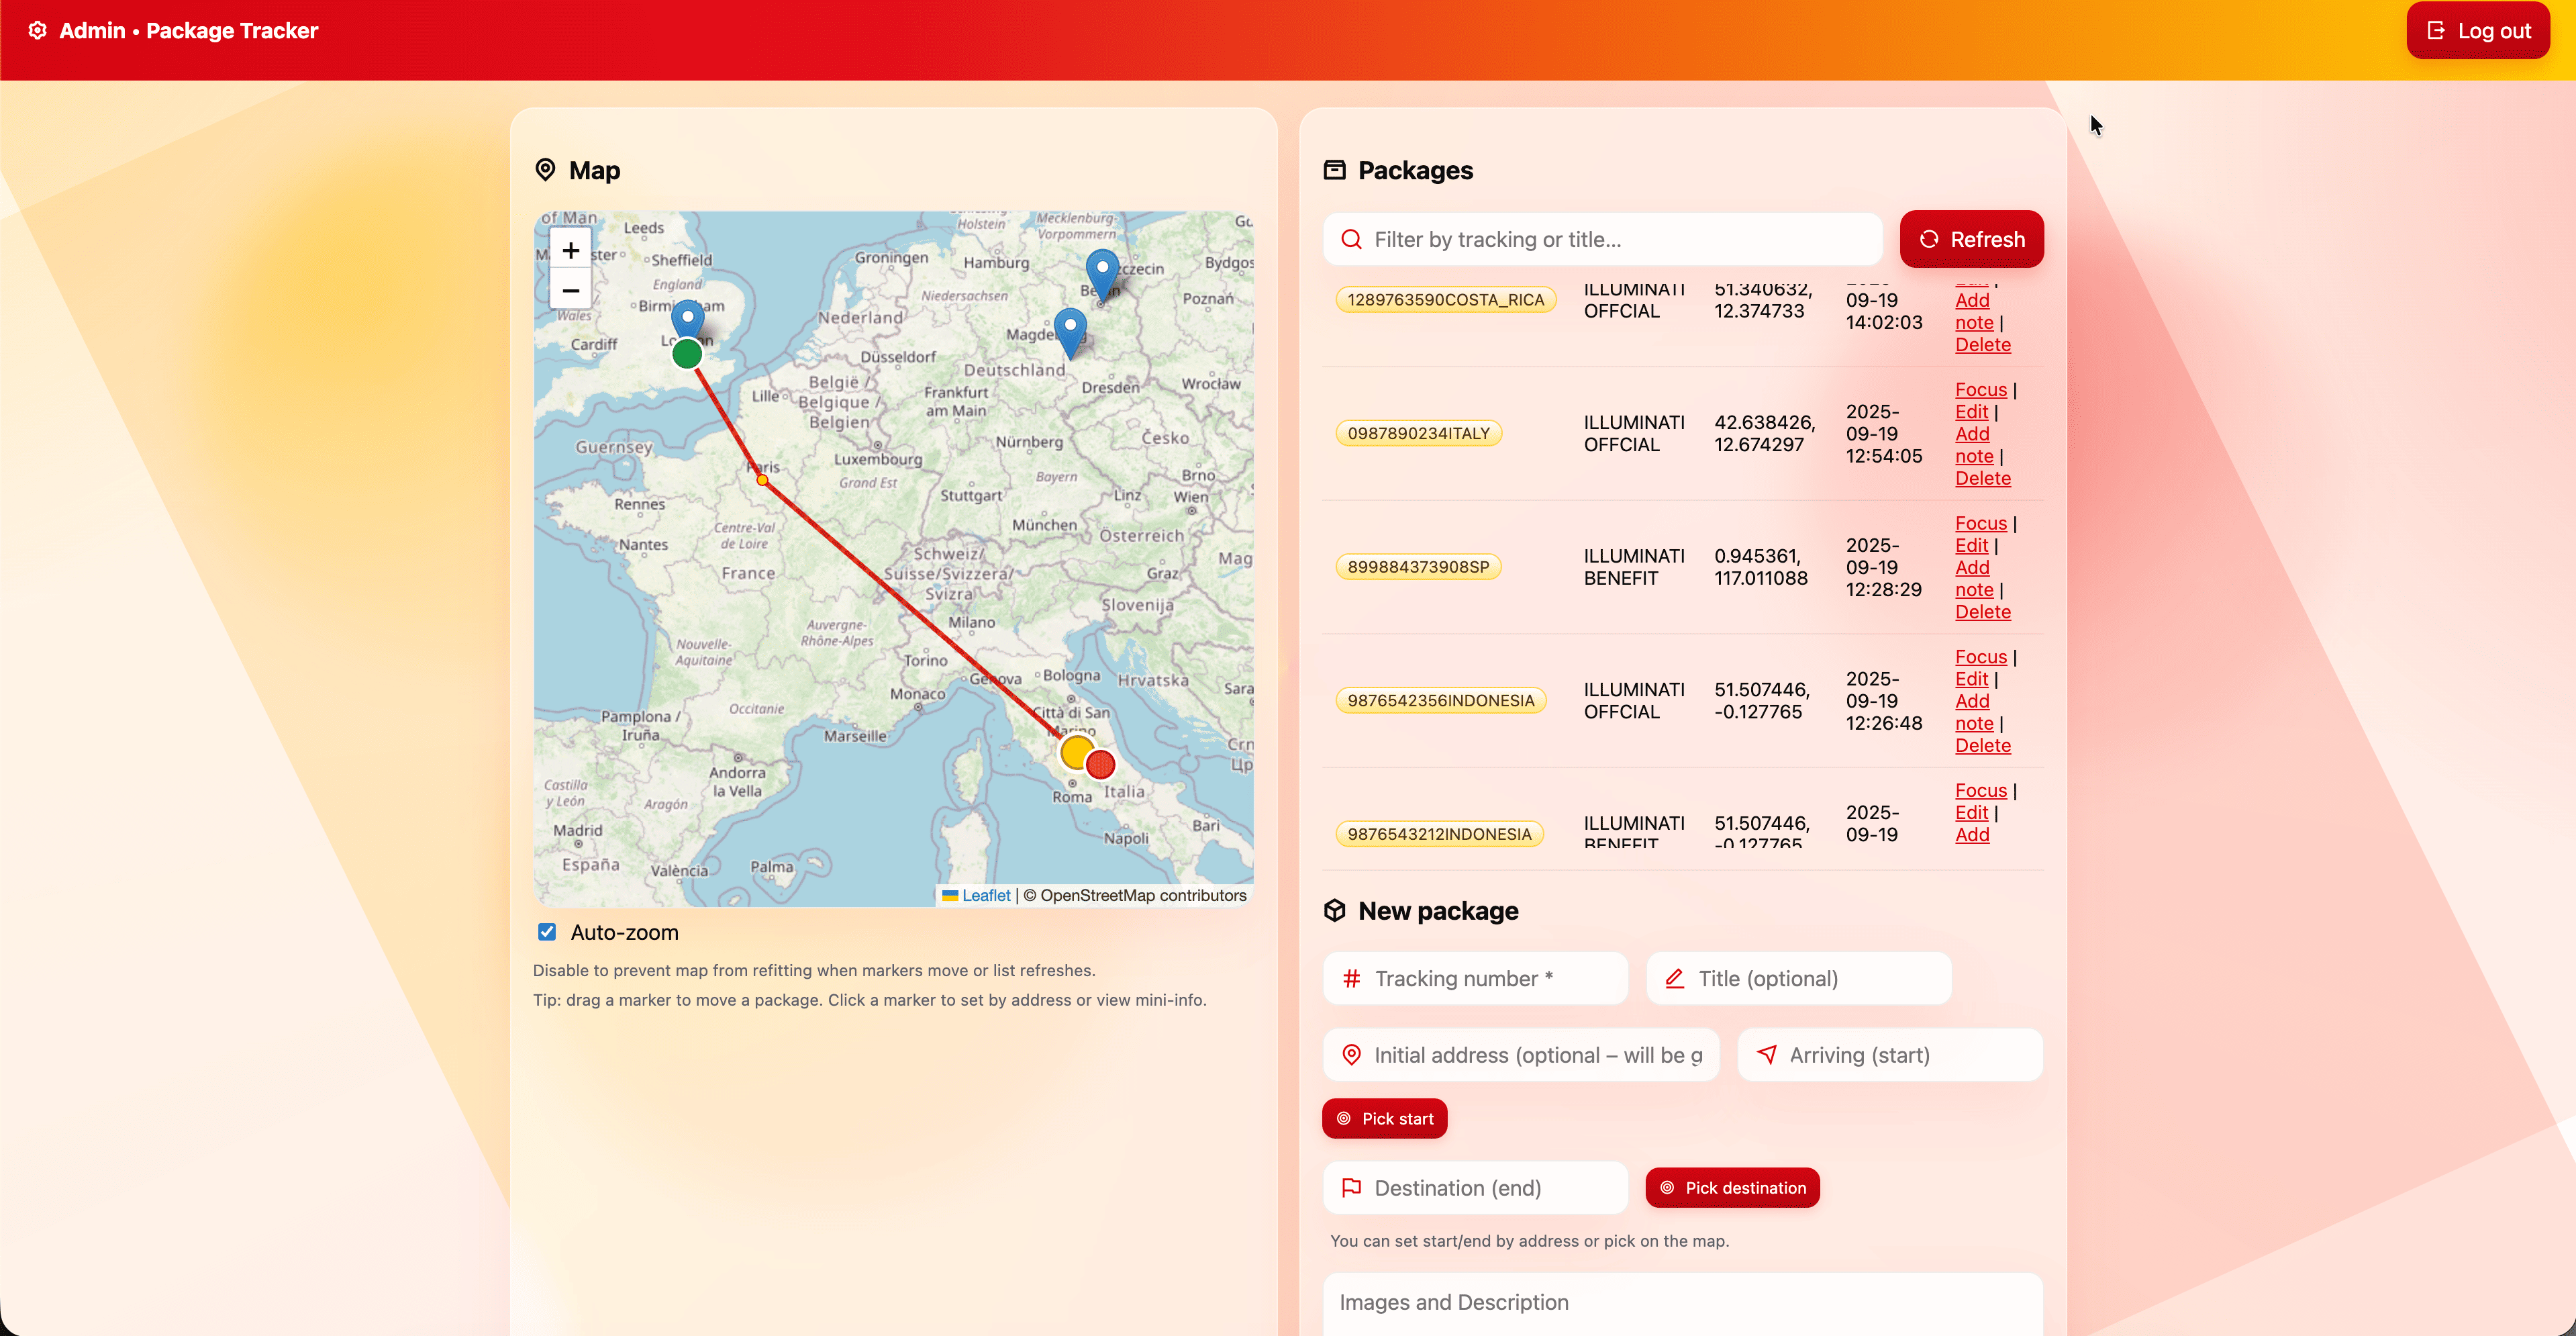 Admin • Package Tracker
Log out
Map
+
−
of Man
Leeds
Sheffield
England
Wales
Cardiff
Groningen
Hamburg
Holstein
Mecklenburg-
Vorpommern
Bydgos
Niedersachsen
Poznań
Nederland
Düsseldorf
Deutschland
België /
Belgique /
Belgien
Lille
Frankfurt
am Main
Dresden
Wrocław
Guernsey
Luxembourg
Nürnberg
Česko
Paris
Grand Est
Bayern
Brno
Rennes
Stuttgart
Linz
Wien
Centre-Val
de Loire
München
Österreich
Nantes
Schweiz/
Suisse/Svizzera/
Svizra
France
Graz
Slovenija
Auvergne-
Rhône-Alpes
Milano
Nouvelle-
Aquitaine
Torino
Genova
Bologna
Hrvatska
Monaco
Occitanie
Città di San
Marino
Pamplona /
Iruña
Marseille
Andorra
la Vella
Castilla
y León
Aragón
Roma
Italia
Madrid
Napoli
Bari
España
València
Palma
Leaflet | © OpenStreetMap contributors
Auto-zoom
Disable to prevent map from refitting when markers move or list refreshes.
Tip: drag a marker to move a package. Click a marker to set by address or view mini-info.
Packages
Filter by tracking or title...
Refresh
1289763590COSTA_RICA
ILLUMINATI
OFFCIAL
51.340632,
12.374733
09-19
14:02:03
Add
note |
Delete
0987890234ITALY
ILLUMINATI
OFFCIAL
42.638426,
12.674297
2025-
09-19
12:54:05
Focus |
Edit |
Add
note |
Delete
899884373908SP
ILLUMINATI
BENEFIT
0.945361,
117.011088
2025-
09-19
12:28:29
Focus |
Edit |
Add
note |
Delete
9876542356INDONESIA
ILLUMINATI
OFFCIAL
51.507446,
-0.127765
2025-
09-19
12:26:48
Focus |
Edit |
Add
note |
Delete
9876543212INDONESIA
ILLUMINATI
BENEFIT
51.507446,
-0.127765
2025-
09-19
Focus |
Edit |
Add
New package
Tracking number *
Title (optional)
Initial address (optional – will be g
Arriving (start)
Pick start
Destination (end)
Pick destination
You can set start/end by address or pick on the map.
Images and Description